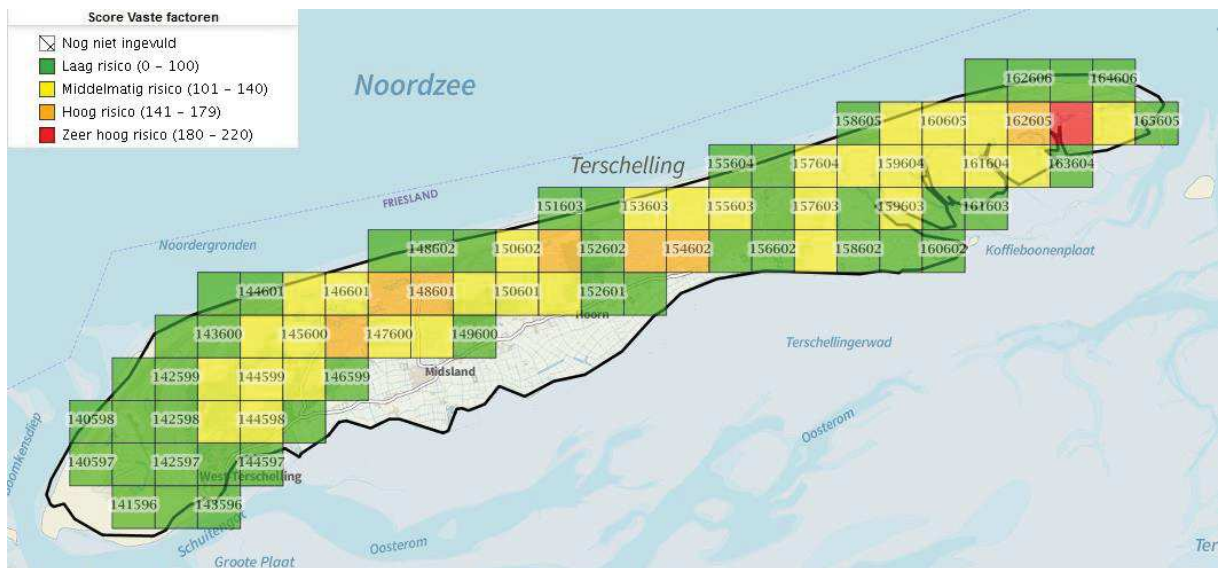 Score Vaste factoren
Nog niet ingevuld
Laag risico (0 - 100)
Middelmatig risico (101 - 140)
Hoog risico (141 - 179)
Zeer hoog risico (180 - 220)
Noordzee
162606 164606
158605 160605 162605 165605
Terschelling
155604 157604 159604 161604 163604
FRIESLAND
151603 153603 155603 157603 159603 161603
Noordergronden
148602 150602 152602 154602 156602 158602 160602
Koffieboonenplaat
144601 146601 148601 150601 152601
Hoorn
143600 145600 147600 149600
Terschellingerwad
142599 144599 146599
Midsland
140598 142598 144598
Boomkensdiep
Oosterom
140597 142597 144597
West-Terschelling
141596 143596
Schuitengat
Oosterom
Groote Plaat
Ter